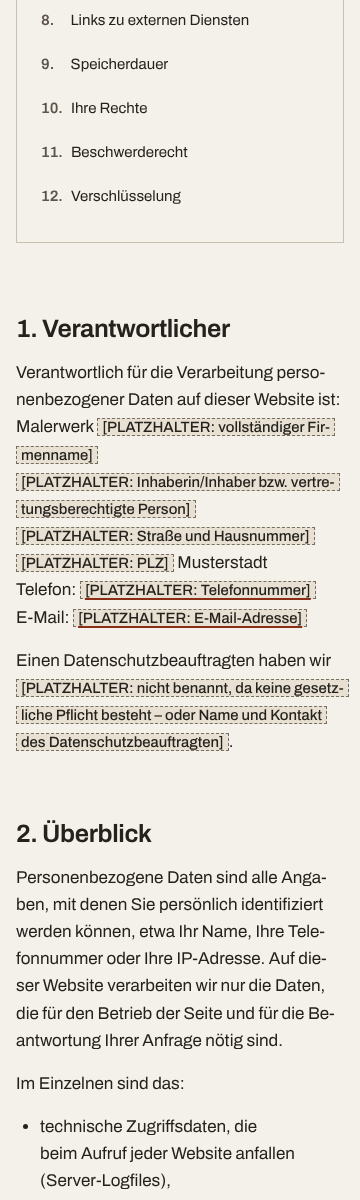 8. Links zu externen Diensten
9. Speicherdauer
10. Ihre Rechte
11. Beschwerderecht
12. Verschlüsselung
1. Verantwortlicher
Verantwortlich für die Verarbeitung perso-
nenbezogener Daten auf dieser Website ist:
Malerwerk [PLATZHALTER: vollständiger Fir-
menname]
[PLATZHALTER: Inhaberin/Inhaber bzw. vertre-
tungsberechtigte Person]
[PLATZHALTER: Straße und Hausnummer]
[PLATZHALTER: PLZ] Musterstadt
Telefon: [PLATZHALTER: Telefonnummer]
E-Mail: [PLATZHALTER: E-Mail-Adresse]
Einen Datenschutzbeauftragten haben wir
[PLATZHALTER: nicht benannt, da keine gesetz-
liche Pflicht besteht – oder Name und Kontakt
des Datenschutzbeauftragten].
2. Überblick
Personenbezogene Daten sind alle Anga-
ben, mit denen Sie persönlich identifiziert
werden können, etwa Ihr Name, Ihre Tele-
fonnummer oder Ihre IP-Adresse. Auf die-
ser Website verarbeiten wir nur die Daten,
die für den Betrieb der Seite und für die Be-
antwortung Ihrer Anfrage nötig sind.
Im Einzelnen sind das:
• technische Zugriffsdaten, die
beim Aufruf jeder Website anfallen
(Server-Logfiles),